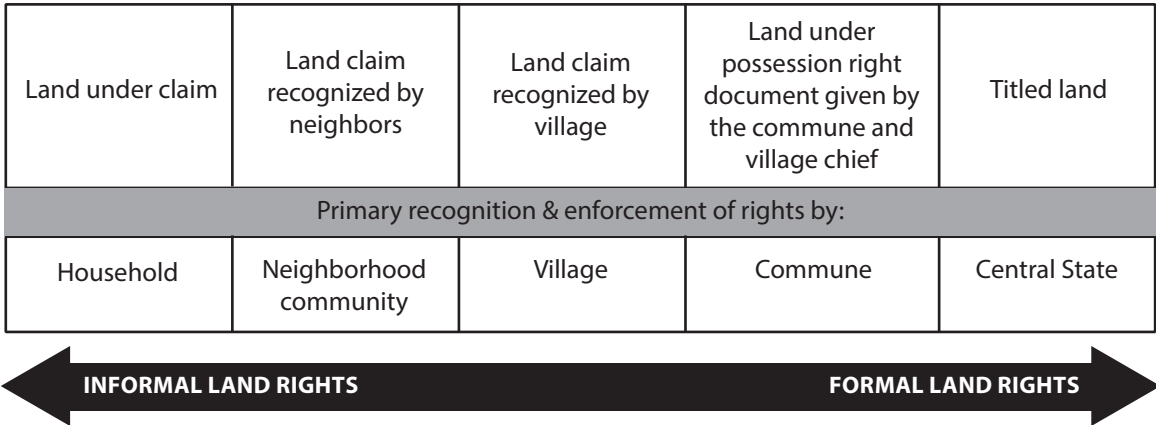 Land under claim
Land claim
recognized by
neighbors
Land claim
recognized by
village
Land under
possession right
document given by
the commune and
village chief
Titled land
Primary recognition & enforcement of rights by:
Household
Neighborhood
community
Village
Commune
Central State
INFORMAL LAND RIGHTS
FORMAL LAND RIGHTS